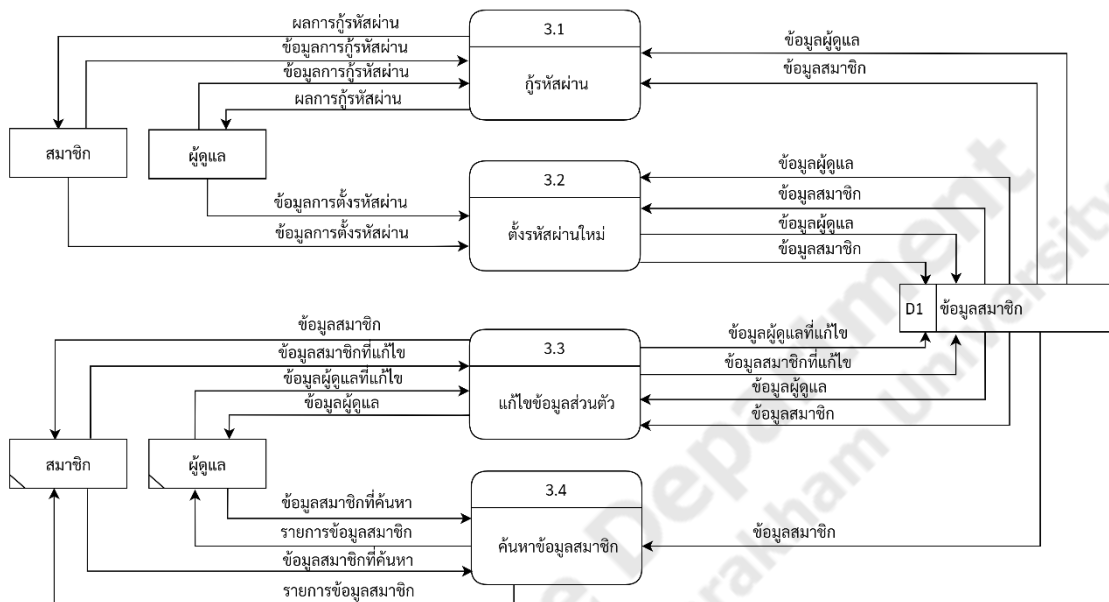 ผลการกู้รหัสผ่าน
ข้อมูลการกู้รหัสผ่าน
ข้อมูลการกู้รหัสผ่าน
ผลการกู้รหัสผ่าน
3.1
กู้รหัสผ่าน
ข้อมูลผู้ดูแล
ข้อมูลสมาชิก
สมาชิก
ผู้ดูแล
ข้อมูลการตั้งรหัสผ่าน
ข้อมูลการตั้งรหัสผ่าน
3.2
ตั้งรหัสผ่านใหม่
ข้อมูลผู้ดูแล
ข้อมูลสมาชิก
ข้อมูลผู้ดูแล
ข้อมูลสมาชิก
D1 ข้อมูลสมาชิก
ข้อมูลสมาชิก
ข้อมูลสมาชิกที่แก้ไข
ข้อมูลผู้ดูแลที่แก้ไข
ข้อมูลผู้ดูแล
3.3
แก้ไขข้อมูลส่วนตัว
ข้อมูลผู้ดูแลที่แก้ไข
ข้อมูลสมาชิกที่แก้ไข
ข้อมูลผู้ดูแล
ข้อมูลสมาชิก
สมาชิก
ผู้ดูแล
ข้อมูลสมาชิกที่ค้นหา
รายการข้อมูลสมาชิก
ข้อมูลสมาชิกที่ค้นหา
รายการข้อมูลสมาชิก
3.4
ค้นหาข้อมูลสมาชิก
ข้อมูลสมาชิก
Department
University